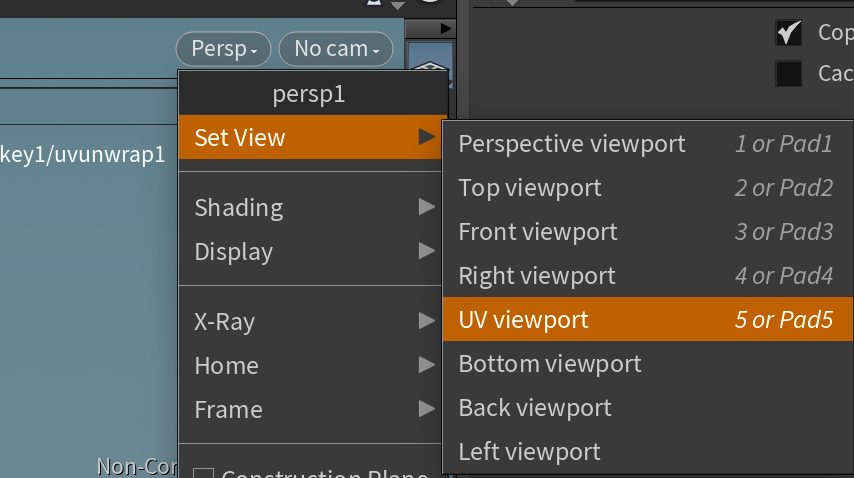 Persp
No cam
Cop
Cac
persp1
Set View
key1/uvunwrap1
Perspective viewport 1 or Pad1
Top viewport 2 or Pad2
Shading
Front viewport 3 or Pad3
Display
Right viewport 4 or Pad4
X-Ray
UV viewport 5 or Pad5
Home
Bottom viewport
Frame
Back viewport
Left viewport
Non-Cor
Construction Plane